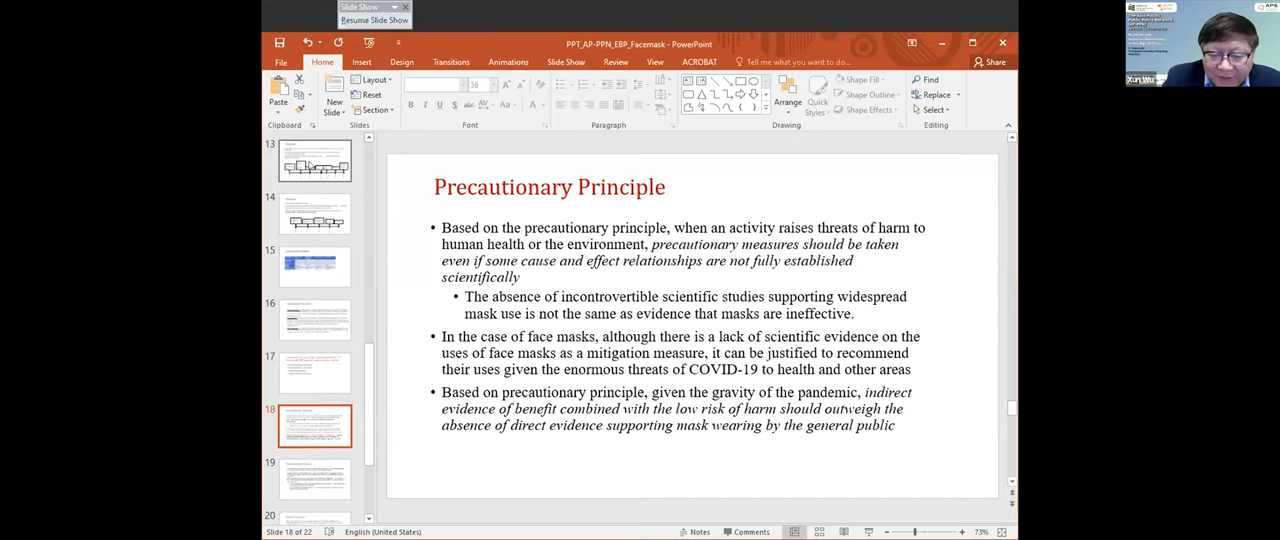 Slide Show
Resume Slide Show
PPT_AP-PPN_EBP_Facemask - PowerPoint
File Home Insert Design Transitions Animations Slide Show Review View ACROBAT Tell me what you want to do... Share
Paste
New Slide
Layout
Reset
Section
36
Arrange
Quick Styles
Shape Fill
Shape Outline
Shape Effects
Find
Replace
Select
Clipboard Slides Font Paragraph Drawing Editing
13
14
15
16
17
18
19
20
Precautionary Principle
• Based on the precautionary principle, when an activity raises threats of harm to
human health or the environment, precautionary measures should be taken
even if some cause and effect relationships are not fully established
scientifically
• The absence of incontrovertible scientific studies supporting widespread
mask use is not the same as evidence that masks are ineffective.
• In the case of face masks, although there is a lack of scientific evidence on the
uses of face masks as a mitigation measure, it can be justified to recommend
their uses given the enormous threats of COVID-19 to health and other areas
• Based on precautionary principle, given the gravity of the pandemic, indirect
evidence of benefit combined with the low risk of harm should outweigh the
absence of direct evidence supporting mask wearing by the general public
Slide 18 of 22 English (United States) Notes Comments 73%
APS
The Asia Pacific
Public Policy Network
Xun Wu